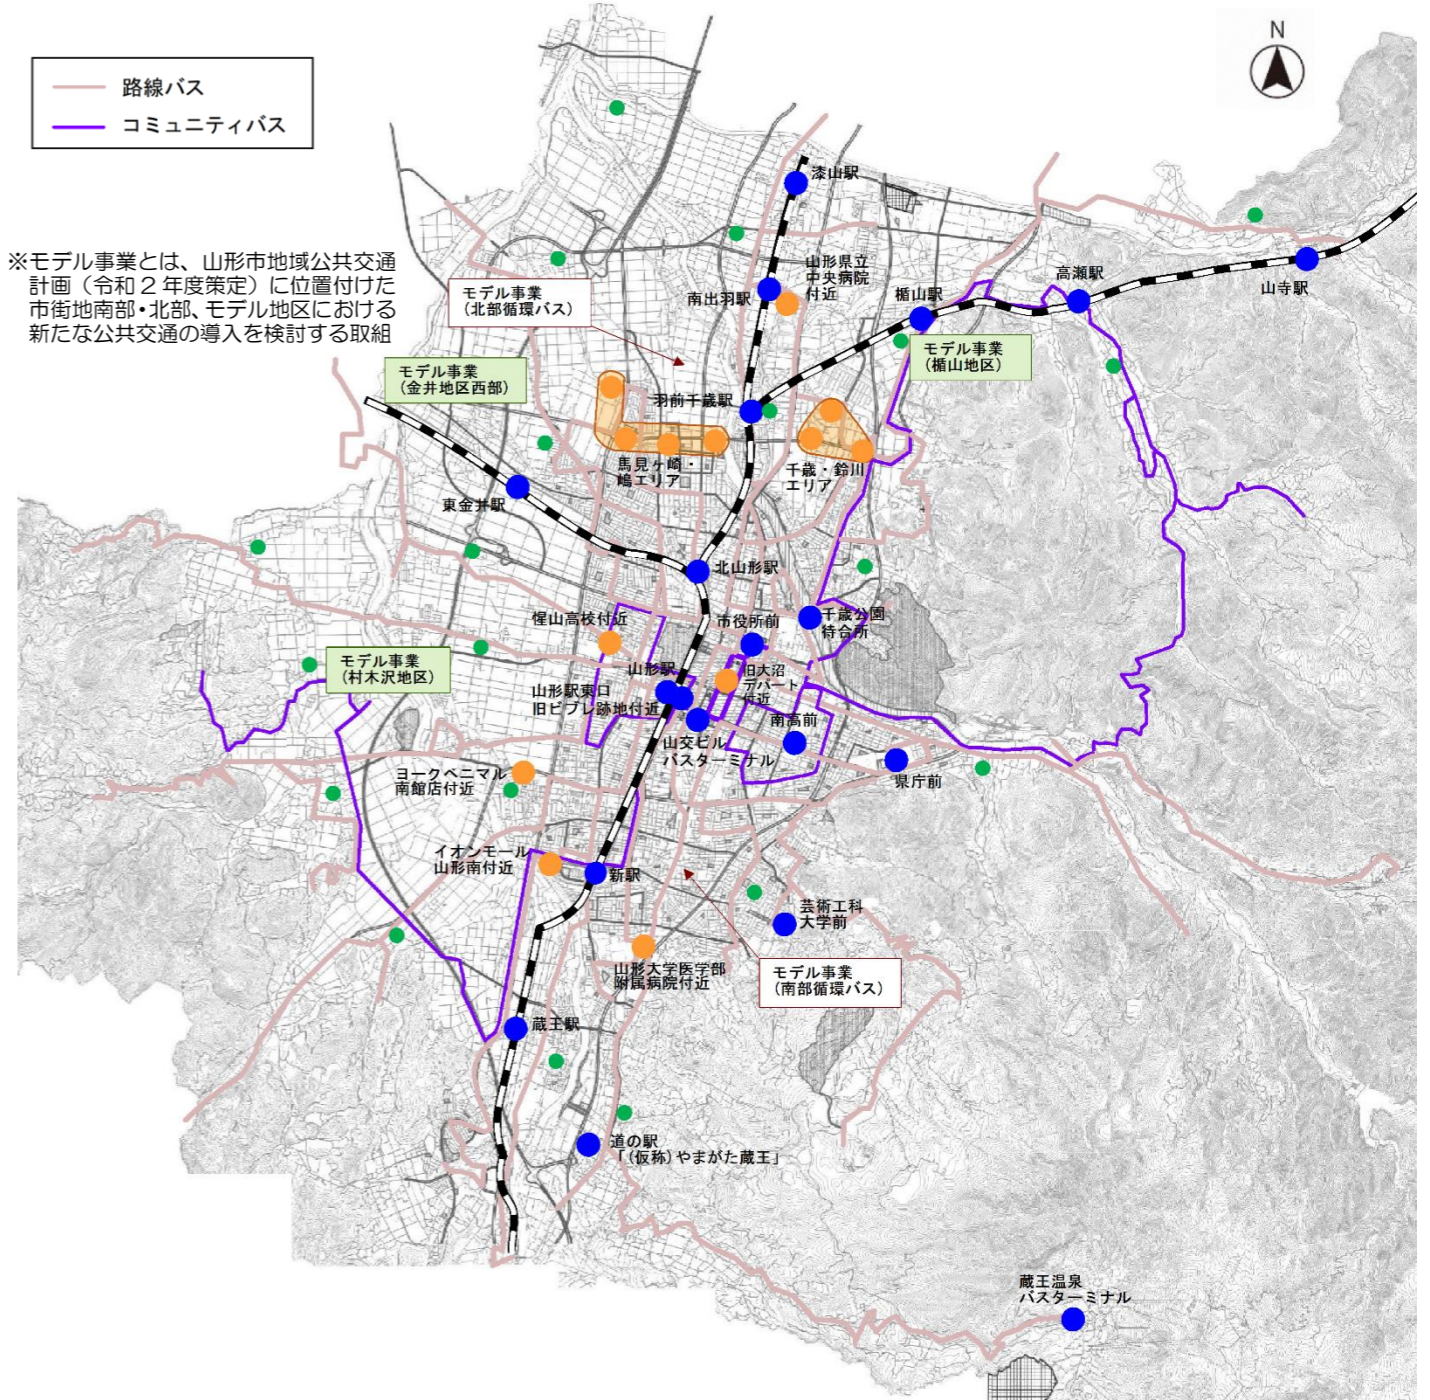 N
路線バス
コミュニティバス
※モデル事業とは、山形市地域公共交通
計画（令和２年度策定）に位置付けた
市街地南部・北部、モデル地区における
新たな公共交通の導入を検討する取組
漆山駅
モデル事業
（北部循環バス）
南出羽駅
山形県立
中央病院
付近
楯山駅
高瀬駅
山寺駅
モデル事業
（楯山地区）
モデル事業
（金井地区西部）
羽前千歳駅
馬見ヶ崎・
嶋エリア
千歳・鈴川
エリア
東金井駅
北山形駅
惺山高校付近
市役所前
千歳公園
待合所
モデル事業
（村木沢地区）
山形駅
旧大沼
デパート
付近
山形駅東口
旧ビブレ跡地付近
南高前
山交ビル
バスターミナル
県庁前
ヨークベニマル
南館店付近
イオンモール
山形南付近
新駅
芸術工科
大学前
山形大学医学部
附属病院付近
モデル事業
（南部循環バス）
蔵王駅
道の駅
「（仮称）やまがた蔵王」
蔵王温泉
バスターミナル